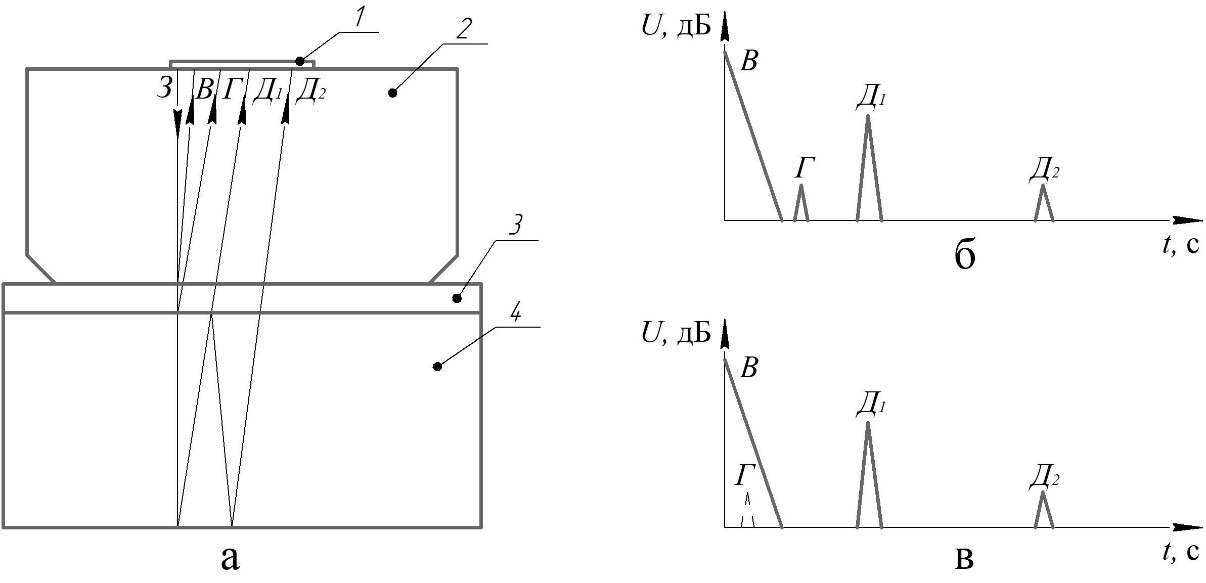 1
2
З В Г Д1 Д2
3
4
а
U, дБ
В
Г
Д1
Д2
t, с
б
U, дБ
В
Г
Д1
Д2
t, с
в